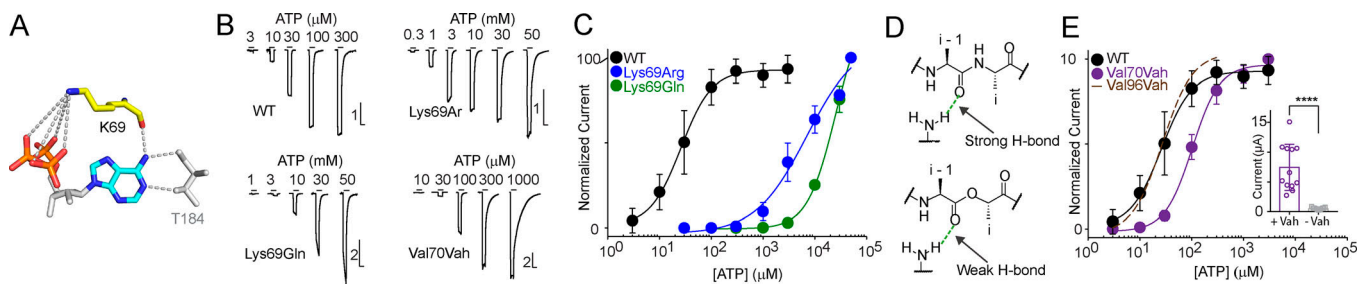 A
K69
T184
B
ATP (μM)
3 10 30 100 300
WT
1
ATP (mM)
0.3 1 3 10 30 50
Lys69Ar
1
ATP (mM)
1 3 10 30 50
Lys69Gln
2
ATP (μM)
10 30 100 300 1000
Val70Vah
2
C
Normalized Current
100
0
WT
Lys69Arg
Lys69Gln
10⁰ 10¹ 10² 10³ 10⁴ 10⁵
[ATP] (μM)
D
i - 1
H
N
N
H
O
O
i
H
H
N
Strong H-bond
i - 1
O
N
H
O
O
i
H
H
N
Weak H-bond
E
Normalized Current
10
0
WT
Val70Vah
Val96Vah
10⁰ 10¹ 10² 10³ 10⁴ 10⁵
[ATP] (μM)
****
Current (μA)
15
10
5
0
+ Vah - Vah